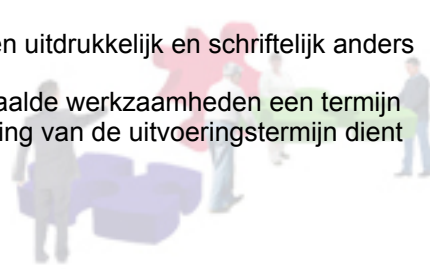 en uitdrukkelijk en schriftelijk anders
aalde werkzaamheden een termijn
ing van de uitvoeringstermijn dient